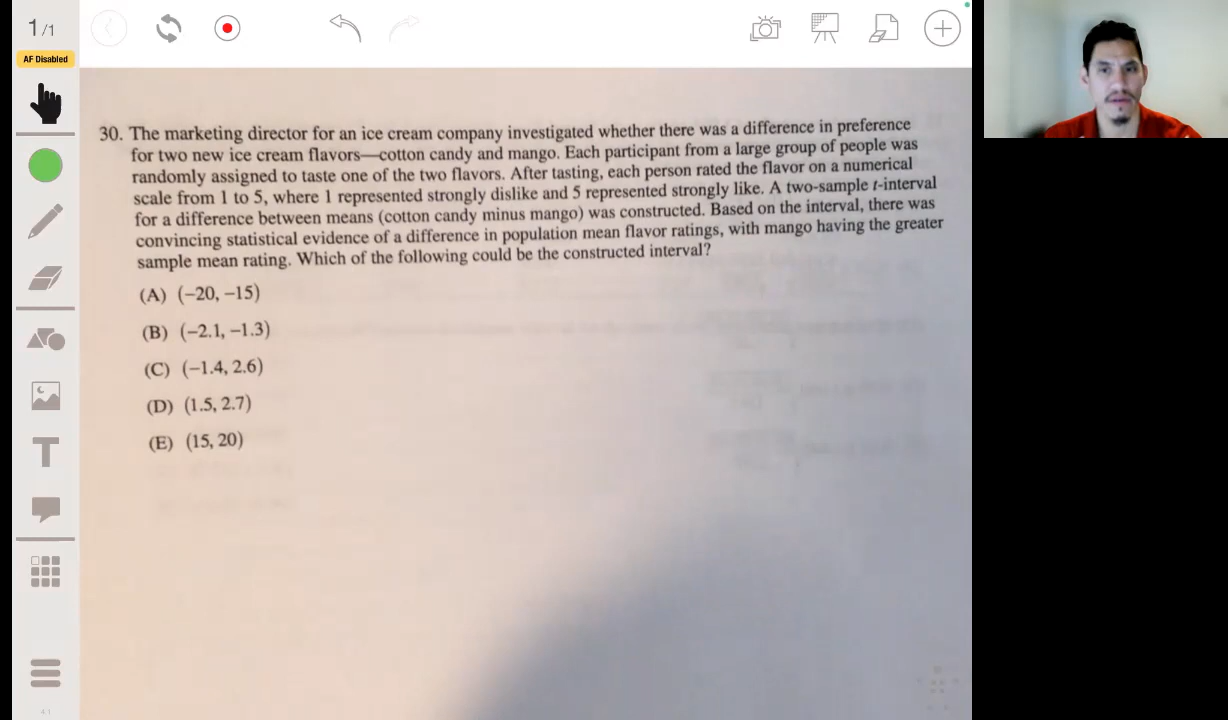 1/1
AF Disabled
30. The marketing director for an ice cream company investigated whether there was a difference in preference
for two new ice cream flavors—cotton candy and mango. Each participant from a large group of people was
randomly assigned to taste one of the two flavors. After tasting, each person rated the flavor on a numerical
scale from 1 to 5, where 1 represented strongly dislike and 5 represented strongly like. A two-sample t-interval
for a difference between means (cotton candy minus mango) was constructed. Based on the interval, there was
convincing statistical evidence of a difference in population mean flavor ratings, with mango having the greater
sample mean rating. Which of the following could be the constructed interval?
(A) (−20, −15)
(B) (−2.1, −1.3)
(C) (−1.4, 2.6)
(D) (1.5, 2.7)
(E) (15, 20)
T